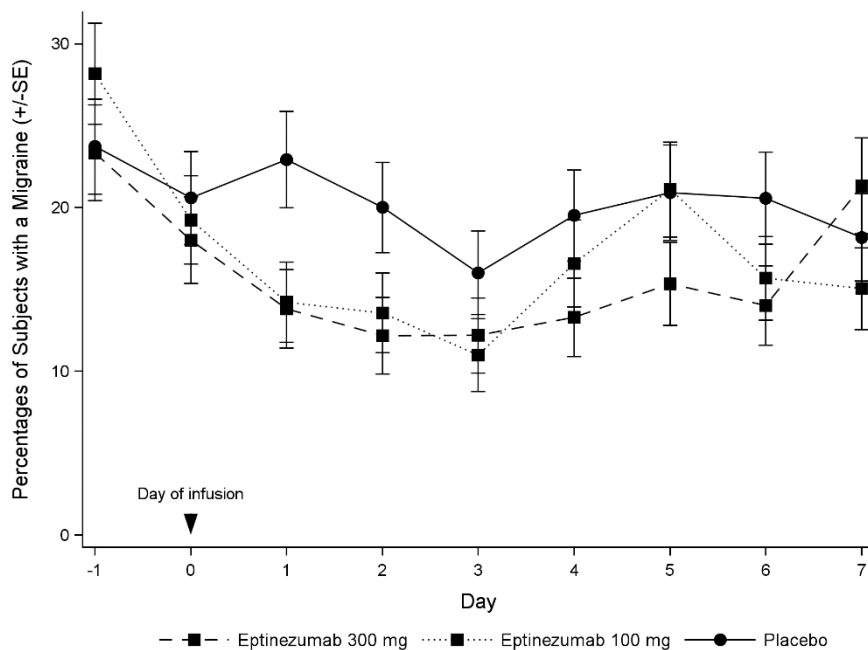 Percentages of Subjects with a Migraine (+/-SE)
30
20
10
0
Day of infusion
-1 0 1 2 3 4 5 6 7
Day
Eptinezumab 300 mg Eptinezumab 100 mg Placebo